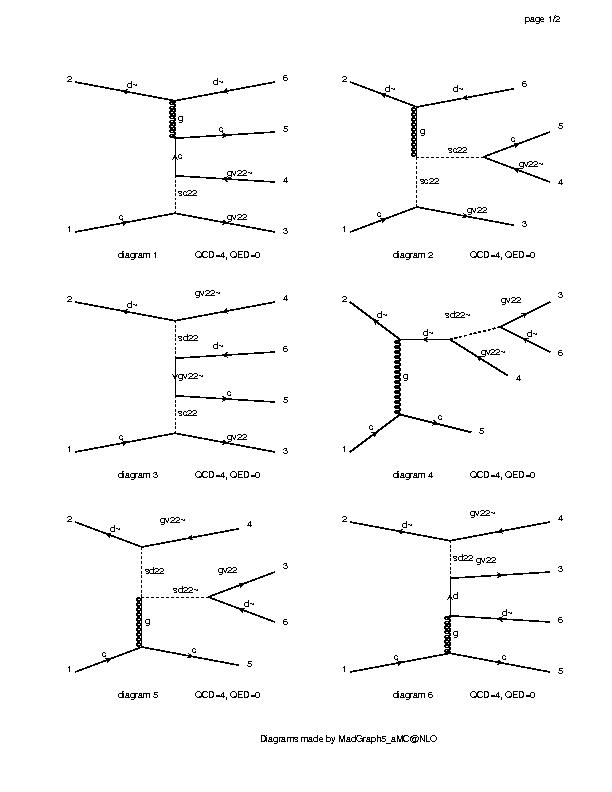 page 1/2
2 d~ d~ 6
g
c 5
c
gv22~ 4
sc22
1 c gv22 3
diagram 1 QCD=4, QED=0
2 d~ d~ 6
g
sc22 c 5
gv22~ 4
sc22
1 c gv22 3
diagram 2 QCD=4, QED=0
2 d~ gv22~ 4
sd22
d~ 6
gv22~
c 5
sc22
1 c gv22 3
diagram 3 QCD=4, QED=0
2 d~ d~ sd22~ gv22 3
d~ 6
gv22~ 4
g
1 c c 5
diagram 4 QCD=4, QED=0
2 d~ gv22~ 4
sd22
sd22~ gv22 3
d~ 6
g
1 c c 5
diagram 5 QCD=4, QED=0
2 d~ gv22~ 4
sd22 gv22 3
d
d~ 6
g
1 c c 5
diagram 6 QCD=4, QED=0
Diagrams made by MadGraph5_aMC@NLO